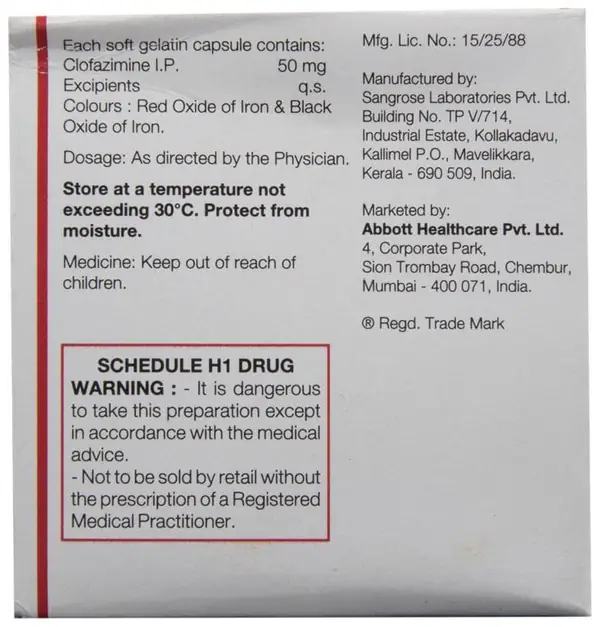 Each soft gelatin capsule contains:
Clofazimine I.P. 50 mg
Excipients q.s.
Colours : Red Oxide of Iron & Black
Oxide of Iron.
Dosage: As directed by the Physician.
Store at a temperature not
exceeding 30°C. Protect from
moisture.
Medicine: Keep out of reach of
children.
SCHEDULE H1 DRUG
WARNING : - It is dangerous
to take this preparation except
in accordance with the medical
advice.
- Not to be sold by retail without
the prescription of a Registered
Medical Practitioner.
Mfg. Lic. No.: 15/25/88
Manufactured by:
Sangrose Laboratories Pvt. Ltd.
Building No. TP V/714,
Industrial Estate, Kollakadavu,
Kallimel P.O., Mavelikkara,
Kerala - 690 509, India.
Marketed by:
Abbott Healthcare Pvt. Ltd.
4, Corporate Park,
Sion Trombay Road, Chembur,
Mumbai - 400 071, India.
® Regd. Trade Mark